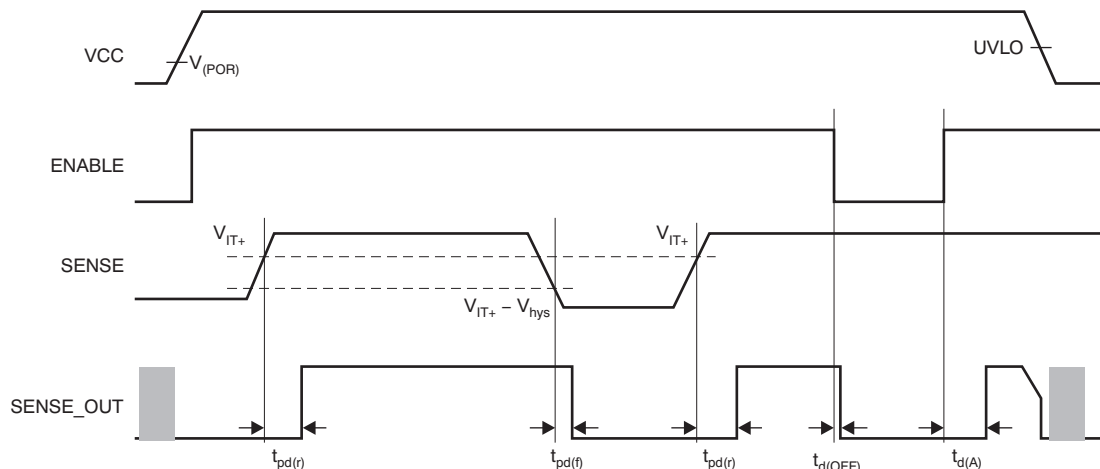 VCC
V(POR)
UVLO
ENABLE
VIT+
VIT+
SENSE
VIT+ – Vhys
SENSE_OUT
tpd(r)
tpd(f)
tpd(r)
td(OFF)
td(A)